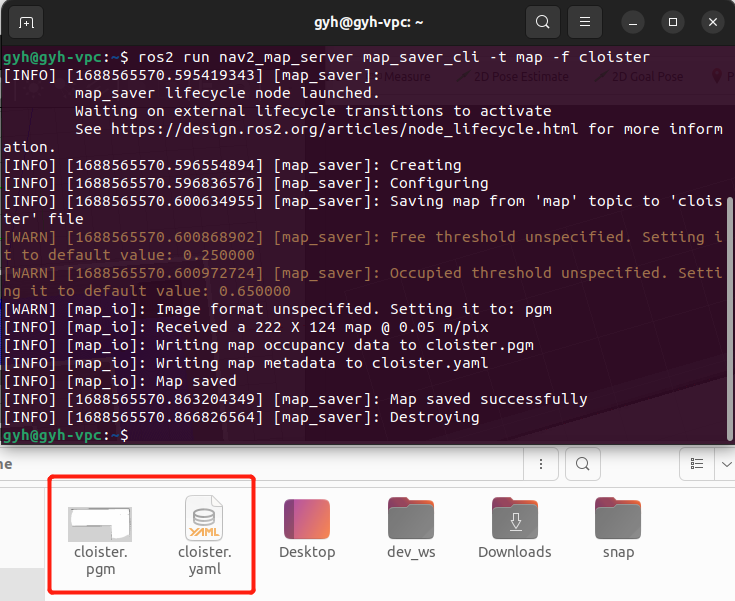 gyh@gyh-vpc: ~
gyh@gyh-vpc:~$ ros2 run nav2_map_server map_saver_cli -t map -f cloister
[INFO] [1688565570.595419343] [map_saver]:
Measure 2D Pose Estimate 2D Goal Pose
map_saver lifecycle node launched.
Waiting on external lifecycle transitions to activate
See https://design.ros2.org/articles/node_lifecycle.html for more inform
ation.
[INFO] [1688565570.596554894] [map_saver]: Creating
[INFO] [1688565570.596836576] [map_saver]: Configuring
[INFO] [1688565570.600634955] [map_saver]: Saving map from 'map' topic to 'clois
ter' file
[WARN] [1688565570.600868902] [map_saver]: Free threshold unspecified. Setting i
t to default value: 0.250000
[WARN] [1688565570.600972724] [map_saver]: Occupied threshold unspecified. Setti
ng it to default value: 0.650000
[WARN] [map_io]: Image format unspecified. Setting it to: pgm
[INFO] [map_io]: Received a 222 X 124 map @ 0.05 m/pix
[INFO] [map_io]: Writing map occupancy data to cloister.pgm
[INFO] [map_io]: Writing map metadata to cloister.yaml
[INFO] [map_io]: Map saved
[INFO] [1688565570.863204349] [map_saver]: Map saved successfully
[INFO] [1688565570.866826564] [map_saver]: Destroying
gyh@gyh-vpc:~$
ne
YAML
cloister.
pgm
cloister.
yaml
Desktop
dev_ws
Downloads
snap